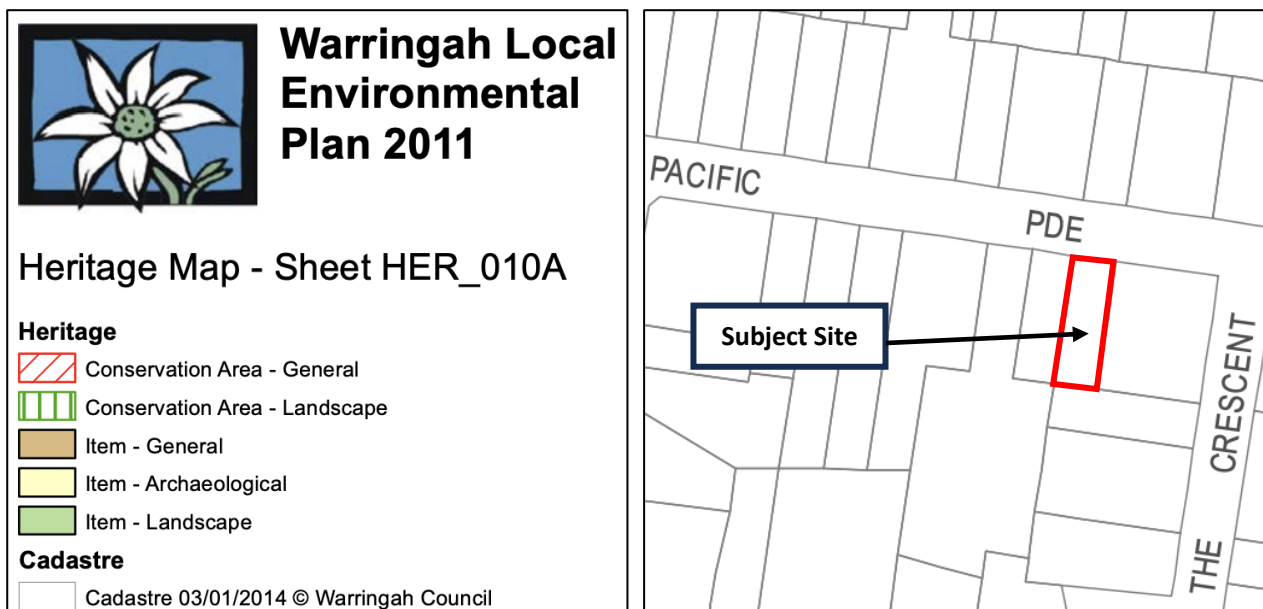 Warringah Local
Environmental
Plan 2011
Heritage Map - Sheet HER_010A
Heritage
Conservation Area - General
Conservation Area - Landscape
Item - General
Item - Archaeological
Item - Landscape
Cadastre
Cadastre 03/01/2014 © Warringah Council
PACIFIC
PDE
Subject Site
THE CRESCENT